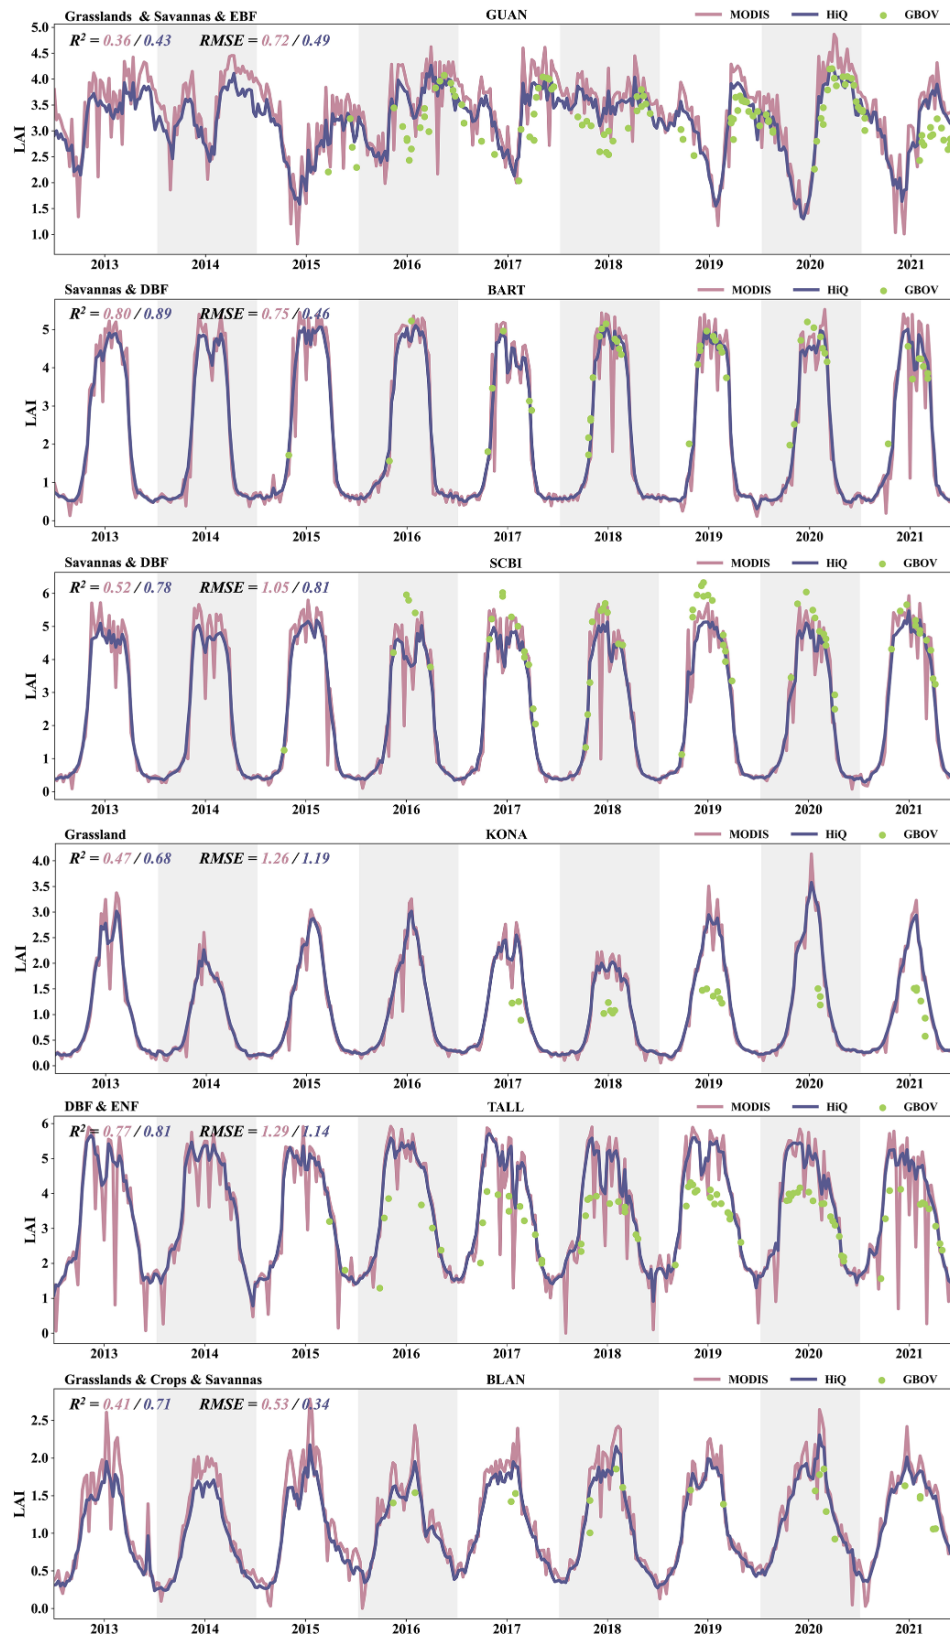 Grasslands & Savannas & EBF GUAN MODIS HiQ GBOV
R² = 0.36 / 0.43 RMSE = 0.72 / 0.49
5.0
4.5
4.0
3.5
3.0
2.5
2.0
1.5
1.0
LAI
2013 2014 2015 2016 2017 2018 2019 2020 2021
Savannas & DBF BART MODIS HiQ GBOV
R² = 0.80 / 0.89 RMSE = 0.75 / 0.46
5
4
3
2
1
0
LAI
2013 2014 2015 2016 2017 2018 2019 2020 2021
Savannas & DBF SCBI MODIS HiQ GBOV
R² = 0.52 / 0.78 RMSE = 1.05 / 0.81
6
5
4
3
2
1
0
LAI
2013 2014 2015 2016 2017 2018 2019 2020 2021
Grassland KONA MODIS HiQ GBOV
R² = 0.47 / 0.68 RMSE = 1.26 / 1.19
4.0
3.5
3.0
2.5
2.0
1.5
1.0
0.5
0.0
LAI
2013 2014 2015 2016 2017 2018 2019 2020 2021
DBF & ENF TALL MODIS HiQ GBOV
R² = 0.77 / 0.81 RMSE = 1.29 / 1.14
6
5
4
3
2
1
0
LAI
2013 2014 2015 2016 2017 2018 2019 2020 2021
Grasslands & Crops & Savannas BLAN MODIS HiQ GBOV
R² = 0.41 / 0.71 RMSE = 0.53 / 0.34
2.5
2.0
1.5
1.0
0.5
0.0
LAI
2013 2014 2015 2016 2017 2018 2019 2020 2021